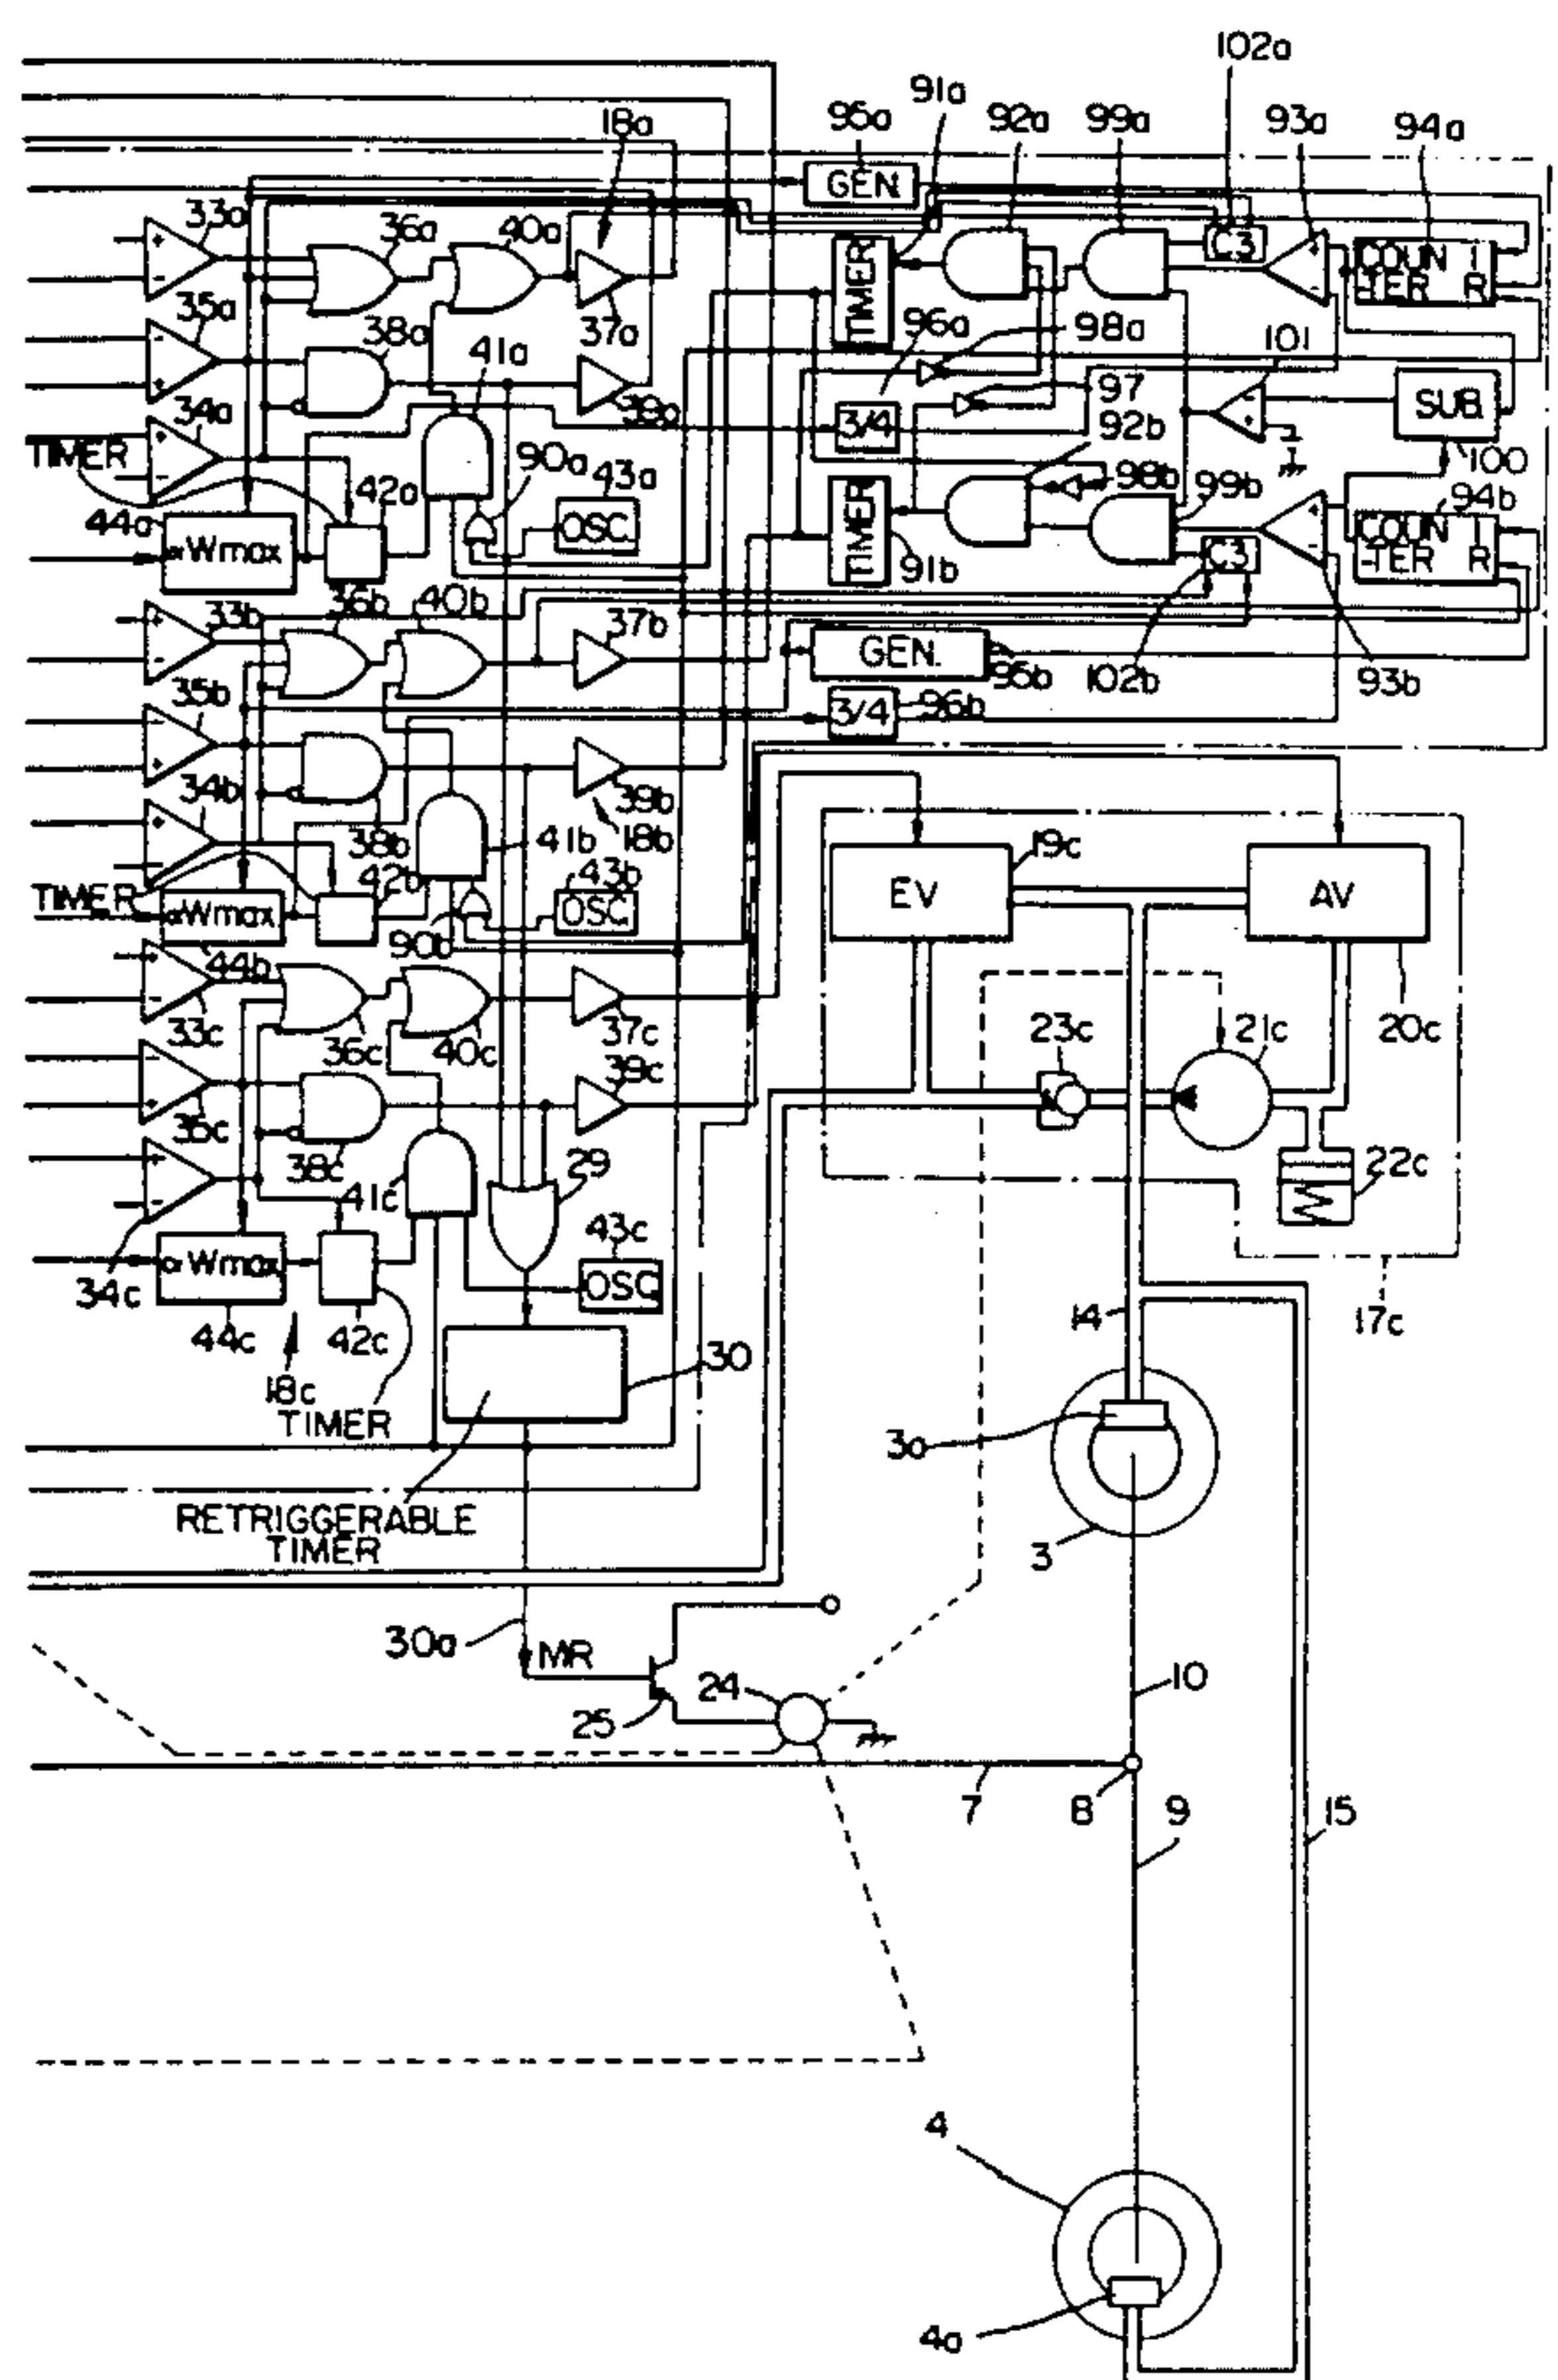 102a
91a
95a
92a
99a
93a
94a
18a
GEN.
33a
36a
40a
C3
COUN T
-TER R
TIMER
35a
38a
37a
96a
98a
101
41a
97
39a
3/4
SUB.
34a
92b
TIMER
90a
43a
98b
99b
100
94b
42a
44a
OSC.
TIMER
COUN T
-TER R
αWmax
91b
C3
36b
40b
33b
37b
GEN.
95b
102b
93b
35b
3/4
96b
34b
39b
38b
41b
18b
19c
43b
EV
AV
TIMER
42b
αWmax
OSC
90b
44b
33c
36c
40c
37c
23c
21c
20c
39c
35c
38c
29
22c
41c
43c
αWmax
OSC
34c
44c
42c
14
17c
30
18c
TIMER
3a
RETRIGGERABLE
TIMER
3
30a
MR
24
10
25
7
8
9
15
4
4a